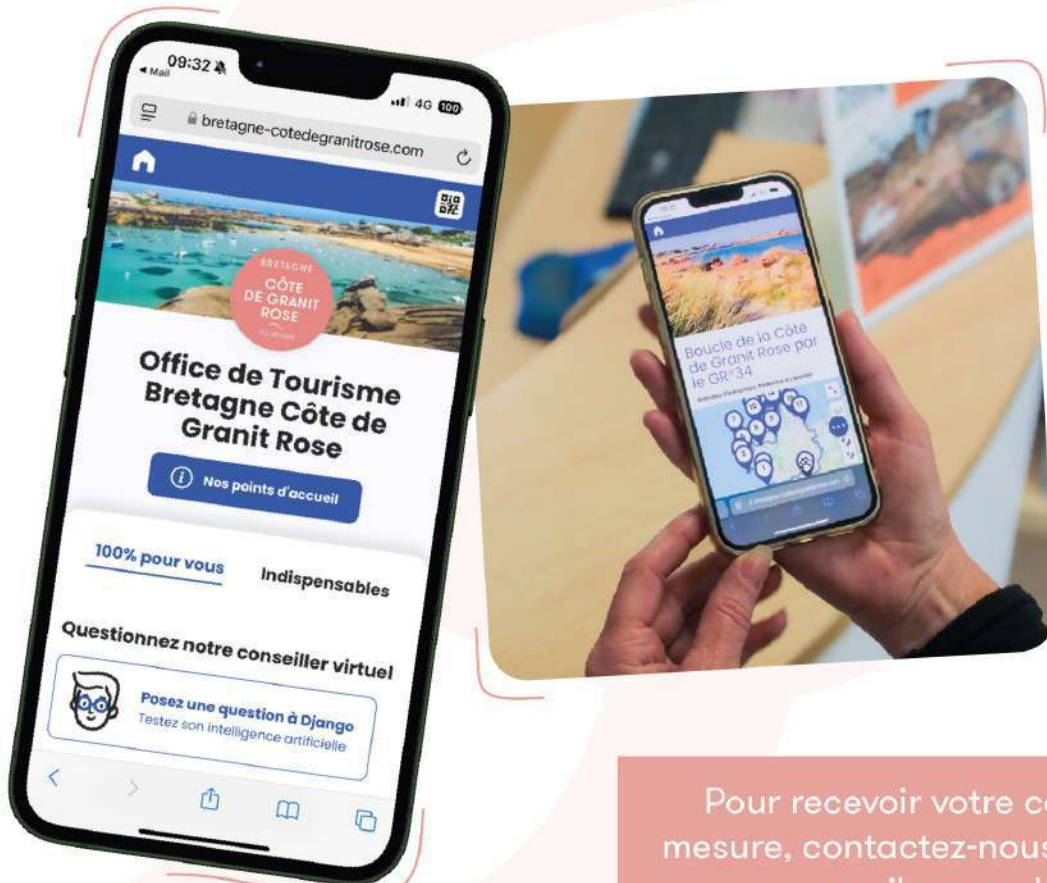 09:32
Mail
4G 100
bretagne-cotedegranitrose.com
BRETAGNE
CÔTE
DE GRANIT
ROSE
Office de Tourisme
Bretagne Côte de
Granit Rose
Nos points d'accueil
100% pour vous
Indispensables
Questionnez notre conseiller virtuel
Posez une question à Django
Testez son intelligence artificielle
Boucle de la Côte
de Granit Rose par
le GR®34
Pour recevoir votre
mesure, contactez-nous